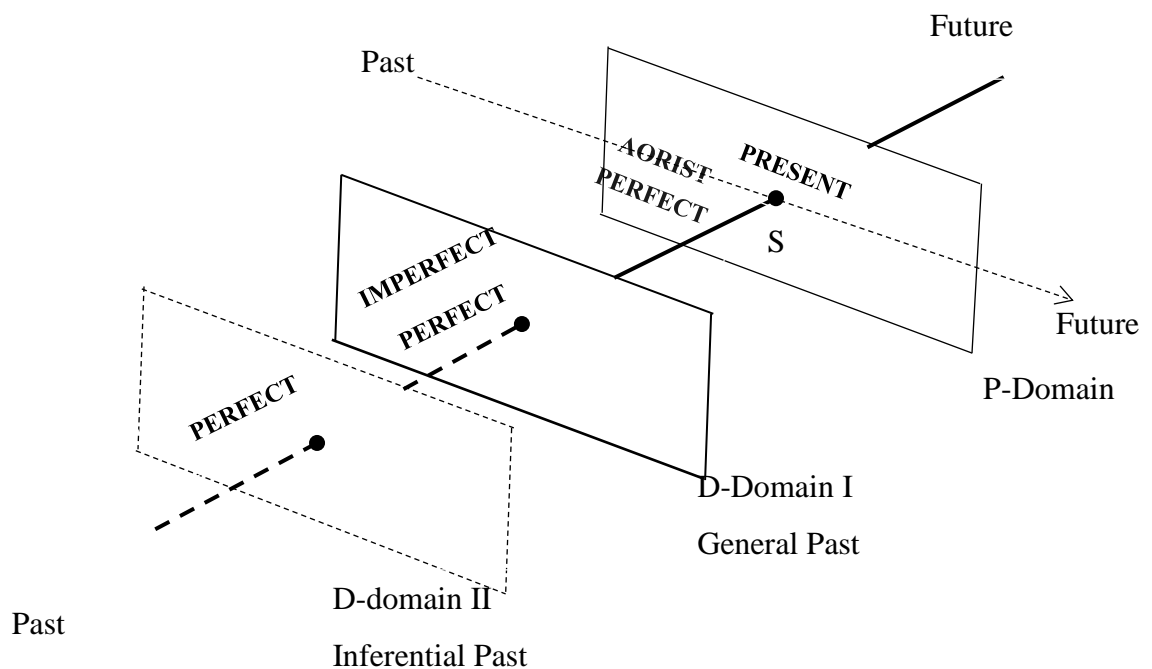 Future
Past
AORIST
PRESENT
PERFECT
S
IMPERFECT
PERFECT
Future
P-Domain
PERFECT
D-Domain I
General Past
D-domain II
Past
Inferential Past